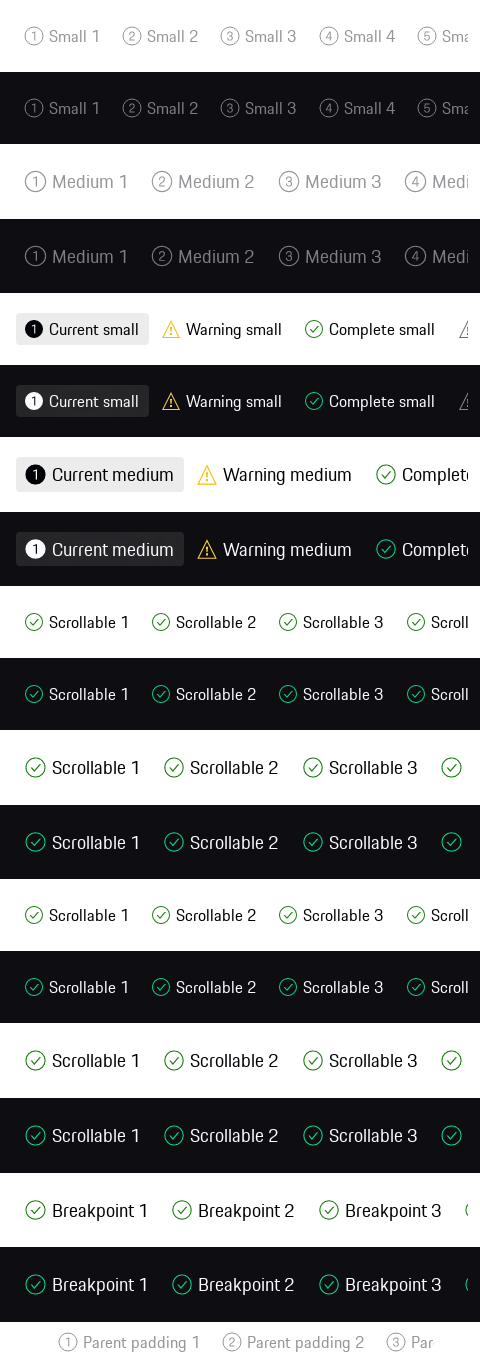 1 Small 1 2 Small 2 3 Small 3 4 Small 4 5 Sma
1 Small 1 2 Small 2 3 Small 3 4 Small 4 5 Sma
1 Medium 1 2 Medium 2 3 Medium 3 4 Medi
1 Medium 1 2 Medium 2 3 Medium 3 4 Medi
1 Current small Warning small Complete small
1 Current small Warning small Complete small
1 Current medium Warning medium Complete
1 Current medium Warning medium Complete
Scrollable 1 Scrollable 2 Scrollable 3 Scroll
Scrollable 1 Scrollable 2 Scrollable 3 Scroll
Scrollable 1 Scrollable 2 Scrollable 3
Scrollable 1 Scrollable 2 Scrollable 3
Scrollable 1 Scrollable 2 Scrollable 3 Scroll
Scrollable 1 Scrollable 2 Scrollable 3 Scroll
Scrollable 1 Scrollable 2 Scrollable 3
Scrollable 1 Scrollable 2 Scrollable 3
Breakpoint 1 Breakpoint 2 Breakpoint 3
Breakpoint 1 Breakpoint 2 Breakpoint 3
1 Parent padding 1 2 Parent padding 2 3 Par